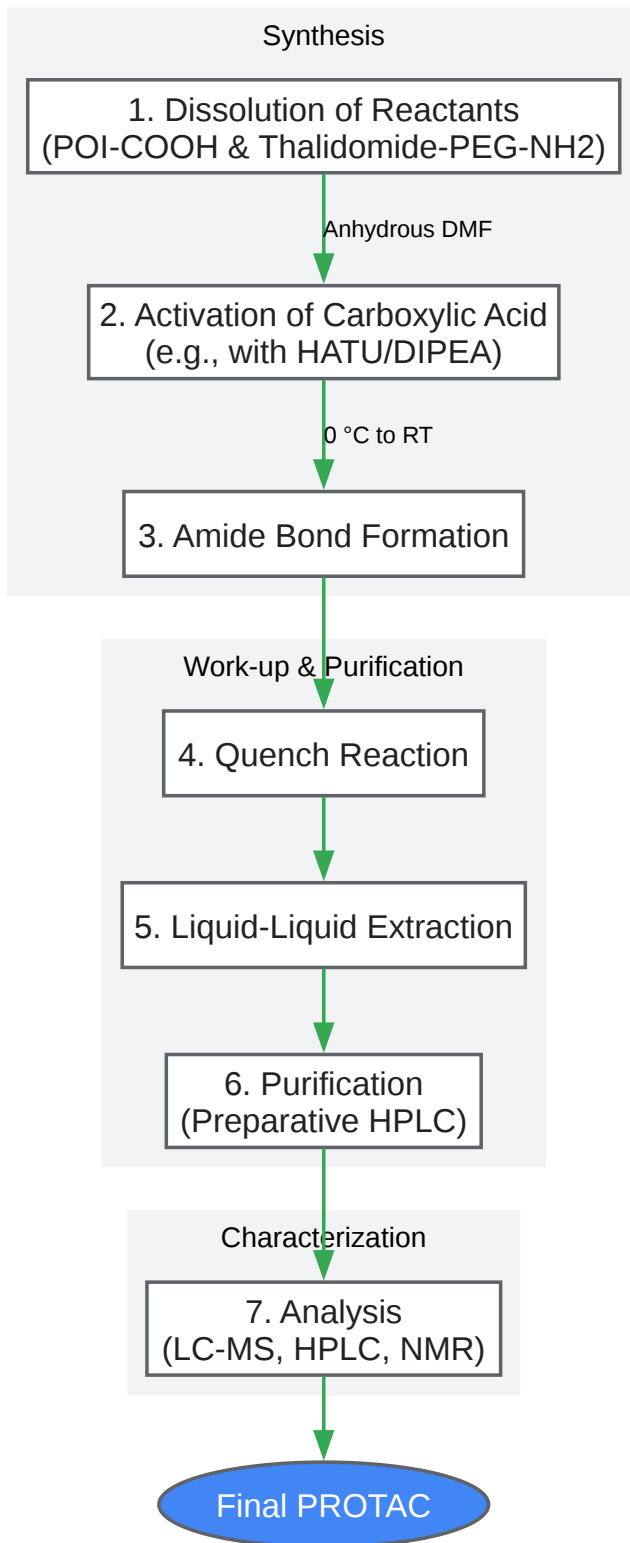 Synthesis
1. Dissolution of Reactants
(POI-COOH & Thalidomide-PEG-NH2)
Anhydrous DMF
2. Activation of Carboxylic Acid
(e.g., with HATU/DIPEA)
0 °C to RT
3. Amide Bond Formation
Work-up & Purification
4. Quench Reaction
5. Liquid-Liquid Extraction
6. Purification
(Preparative HPLC)
Characterization
7. Analysis
(LC-MS, HPLC, NMR)
Final PROTAC